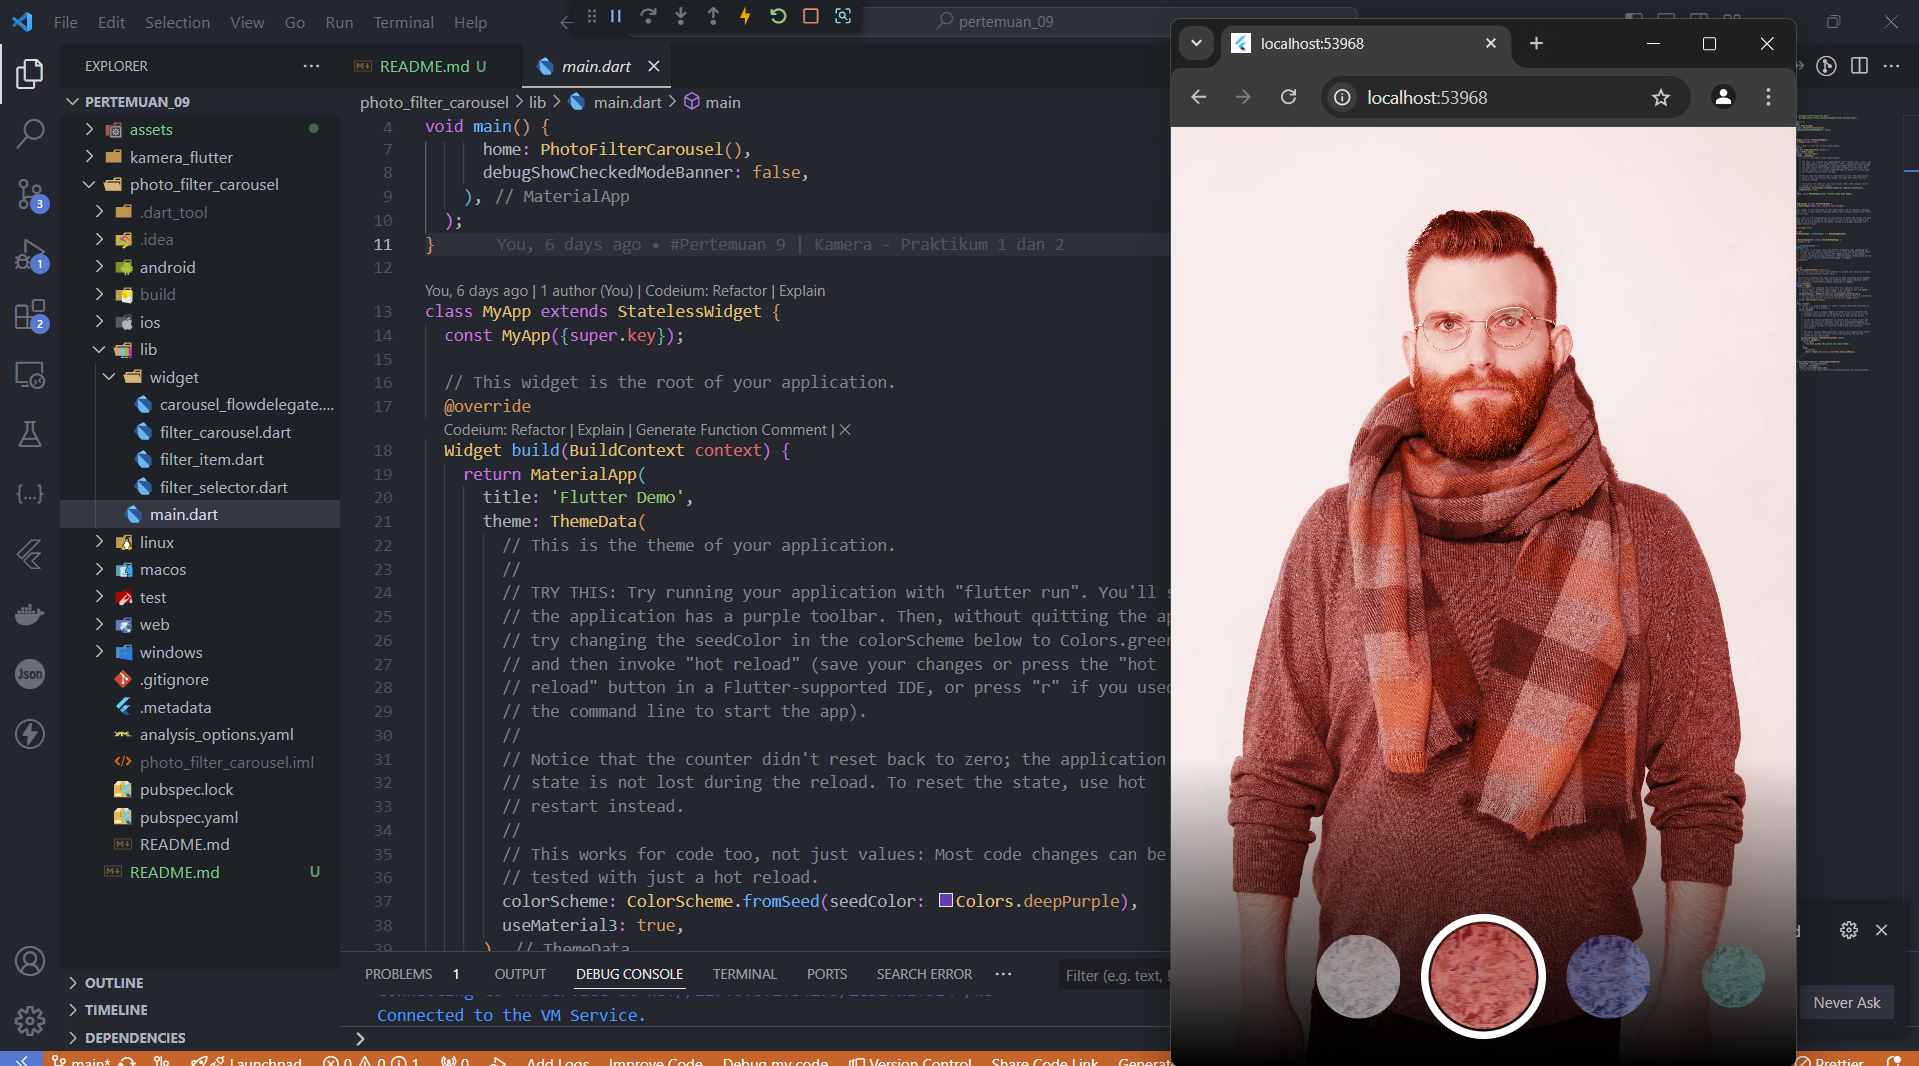 File Edit Selection View Go Run Terminal Help
pertemuan_09
EXPLORER
PERTEMUAN_09
assets
kamera_flutter
photo_filter_carousel
.dart_tool
.idea
android
build
ios
lib
widget
carousel_flowdelegate....
filter_carousel.dart
filter_item.dart
filter_selector.dart
main.dart
linux
macos
test
web
windows
.gitignore
.metadata
analysis_options.yaml
photo_filter_carousel.iml
pubspec.lock
pubspec.yaml
README.md
README.md U
OUTLINE
TIMELINE
DEPENDENCIES
3
1
2
{...}
Json
README.md U
main.dart
photo_filter_carousel > lib > main.dart > main
4 void main() {
7 home: PhotoFilterCarousel(),
8 debugShowCheckedModeBanner: false,
9 ), // MaterialApp
10 );
11 } You, 6 days ago • #Pertemuan 9 | Kamera - Praktikum 1 dan 2
12
You, 6 days ago | 1 author (You) | Codeium: Refactor | Explain
13 class MyApp extends StatelessWidget {
14 const MyApp({super.key});
15
16 // This widget is the root of your application.
17 @override
Codeium: Refactor | Explain | Generate Function Comment | ×
18 Widget build(BuildContext context) {
19 return MaterialApp(
20 title: 'Flutter Demo',
21 theme: ThemeData(
22 // This is the theme of your application.
23 //
24 // TRY THIS: Try running your application with "flutter run". You'll s
25 // the application has a purple toolbar. Then, without quitting the ap
26 // try changing the seedColor in the colorScheme below to Colors.green
27 // and then invoke "hot reload" (save your changes or press the "hot
28 // reload" button in a Flutter-supported IDE, or press "r" if you used
29 // the command line to start the app).
30 //
31 // Notice that the counter didn't reset back to zero; the application
32 // state is not lost during the reload. To reset the state, use hot
33 // restart instead.
34 //
35 // This works for code too, not just values: Most code changes can be
36 // tested with just a hot reload.
37 colorScheme: ColorScheme.fromSeed(seedColor: Colors.deepPurple),
38 useMaterial3: true,
39 ), // ThemeData
PROBLEMS 1 OUTPUT DEBUG CONSOLE TERMINAL PORTS SEARCH ERROR ...
Filter (e.g. text, !
Connected to the VM Service.
main* Launchpad 0 0 1 0 Add Logs Improve Code Debug my code Version Control Share Code Link Genera
localhost:53968
localhost:53968
Never Ask
Prettier